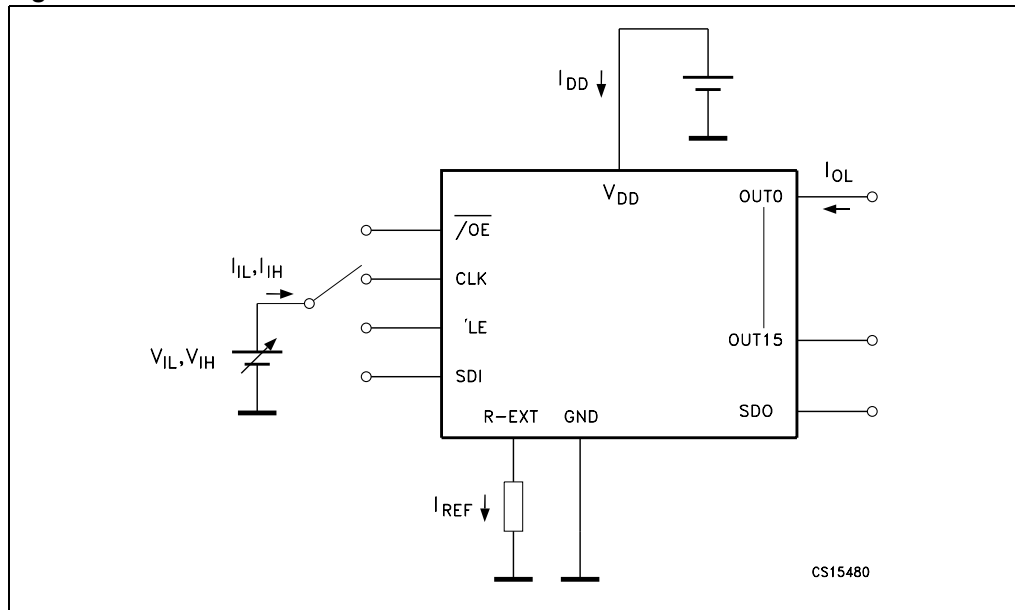 I_DD
V_DD
OUT0
I_OL
/OE
I_IL,I_IH
CLK
'LE
V_IL,V_IH
OUT15
SDI
SDO
R-EXT GND
I_REF
CS15480